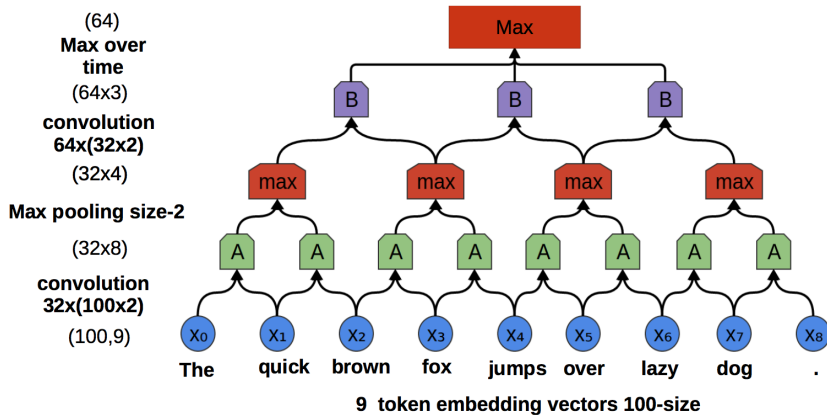 (64)
Max
Max over
time
(64x3)
B B B
convolution
64x(32x2)
(32x4)
max max max max
Max pooling size-2
(32x8)
A A A A A A A A
convolution
32x(100x2)
(100,9)
X₀ X₁ X₂ X₃ X₄ X₅ X₆ X₇ X₈
The quick brown fox jumps over lazy dog .
9 token embedding vectors 100-size